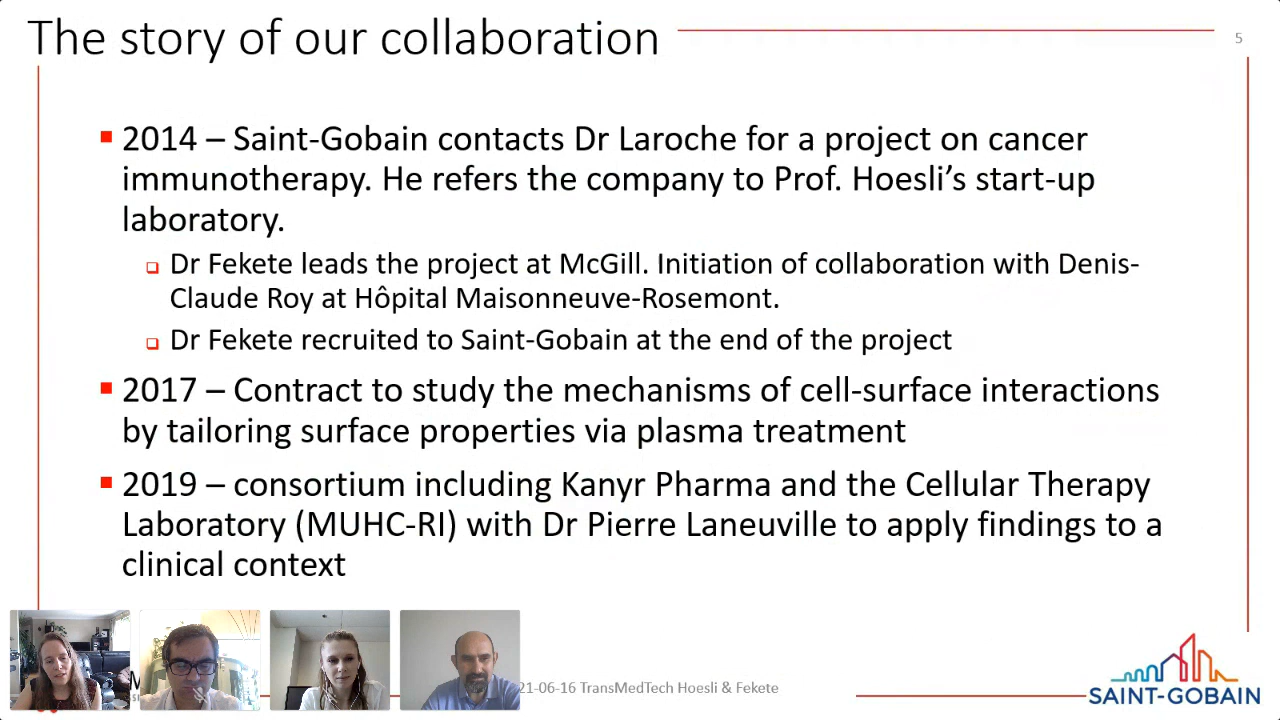 The story of our collaboration
5
2014 – Saint-Gobain contacts Dr Laroche for a project on cancer
immunotherapy. He refers the company to Prof. Hoesli’s start-up
laboratory.
Dr Fekete leads the project at McGill. Initiation of collaboration with Denis-
Claude Roy at Hôpital Maisonneuve-Rosemont.
Dr Fekete recruited to Saint-Gobain at the end of the project
2017 – Contract to study the mechanisms of cell-surface interactions
by tailoring surface properties via plasma treatment
2019 – consortium including Kanyr Pharma and the Cellular Therapy
Laboratory (MUHC-RI) with Dr Pierre Laneuville to apply findings to a
clinical context
21-06-16 TransMedTech Hoesli & Fekete
SAINT-GOBAIN